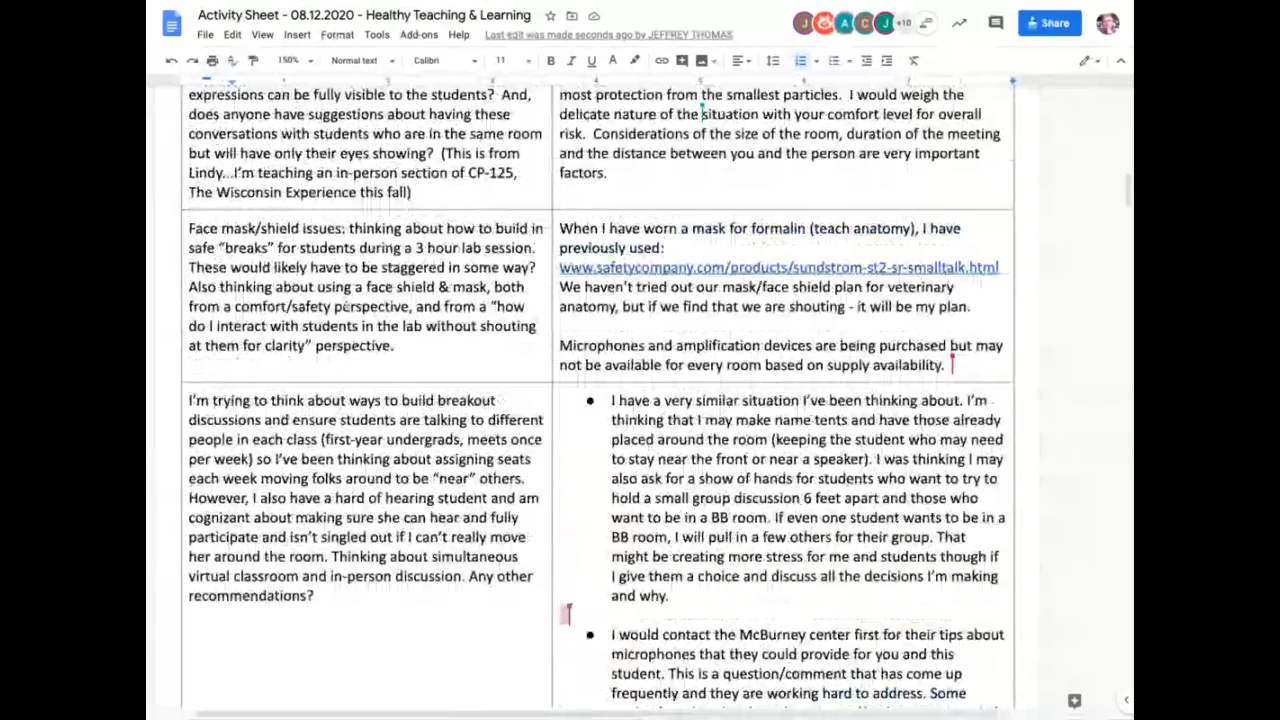 Activity Sheet - 08.12.2020 - Healthy Teaching & Learning
J A C J +10
Share
File Edit View Insert Format Tools Add-ons Help Last edit was made seconds ago by JEFFREY THOMAS
150% Normal text Calibri 11 B I U A
expressions can be fully visible to the students?  And,
does anyone have suggestions about having these
conversations with students who are in the same room
but will have only their eyes showing?  (This is from
Lindy...I'm teaching an in-person section of CP-125,
The Wisconsin Experience this fall)
most protection from the smallest particles.  I would weigh the
delicate nature of the situation with your comfort level for overall
risk.  Considerations of the size of the room, duration of the meeting
and the distance between you and the person are very important
factors.
Face mask/shield issues: thinking about how to build in
safe “breaks” for students during a 3 hour lab session.
These would likely have to be staggered in some way?
Also thinking about using a face shield & mask, both
from a comfort/safety perspective, and from a “how
do I interact with students in the lab without shouting
at them for clarity” perspective.
When I have worn a mask for formalin (teach anatomy), I have
previously used:
www.safetycompany.com/products/sundstrom-st2-sr-smalltalk.html
We haven't tried out our mask/face shield plan for veterinary
anatomy, but if we find that we are shouting - it will be my plan.
Microphones and amplification devices are being purchased but may
not be available for every room based on supply availability.
I'm trying to think about ways to build breakout
discussions and ensure students are talking to different
people in each class (first-year undergrads, meets once
per week) so I've been thinking about assigning seats
each week moving folks around to be “near” others.
However, I also have a hard of hearing student and am
cognizant about making sure she can hear and fully
participate and isn't singled out if I can't really move
her around the room. Thinking about simultaneous
virtual classroom and in-person discussion. Any other
recommendations?
● I have a very similar situation I've been thinking about. I'm
thinking that I may make name tents and have those already
placed around the room (keeping the student who may need
to stay near the front or near a speaker). I was thinking I may
also ask for a show of hands for students who want to try to
hold a small group discussion 6 feet apart and those who
want to be in a BB room. If even one student wants to be in a
BB room, I will pull in a few others for their group. That
might be creating more stress for me and students though if
I give them a choice and discuss all the decisions I'm making
and why.
● I would contact the McBurney center first for their tips about
microphones that they could provide for you and this
student. This is a question/comment that has come up
frequently and they are working hard to address. Some